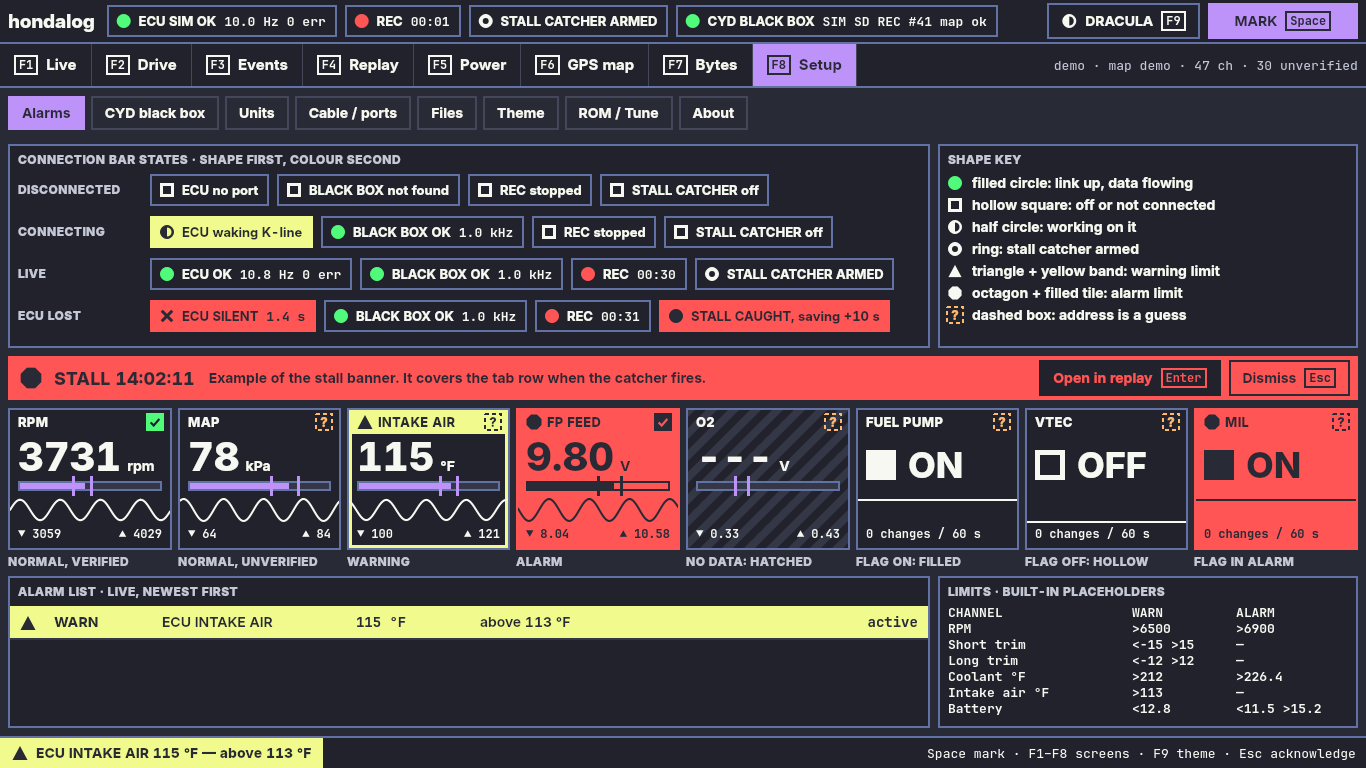 hondalog ECU SIM OK 10.0 Hz 0 err REC 00:01 STALL CATCHER ARMED CYD BLACK BOX SIM SD REC #41 map ok DRACULA F9 MARK Space
F1 Live F2 Drive F3 Events F4 Replay F5 Power F6 GPS map F7 Bytes F8 Setup demo · map demo · 47 ch · 30 unverified
Alarms CYD black box Units Cable / ports Files Theme ROM / Tune About
CONNECTION BAR STATES · SHAPE FIRST, COLOUR SECOND
DISCONNECTED ECU no port BLACK BOX not found REC stopped STALL CATCHER off
CONNECTING ECU waking K-line BLACK BOX OK 1.0 kHz REC stopped STALL CATCHER off
LIVE ECU OK 10.8 Hz 0 err BLACK BOX OK 1.0 kHz REC 00:30 STALL CATCHER ARMED
ECU LOST ECU SILENT 1.4 s BLACK BOX OK 1.0 kHz REC 00:31 STALL CAUGHT, saving +10 s
SHAPE KEY
filled circle: link up, data flowing
hollow square: off or not connected
half circle: working on it
ring: stall catcher armed
triangle + yellow band: warning limit
octagon + filled tile: alarm limit
? dashed box: address is a guess
STALL 14:02:11 Example of the stall banner. It covers the tab row when the catcher fires. Open in replay Enter Dismiss Esc
RPM
3731 rpm
▼ 3059 ▲ 4029
NORMAL, VERIFIED
MAP ?
78 kPa
▼ 64 ▲ 84
NORMAL, UNVERIFIED
INTAKE AIR ?
115 °F
▼ 100 ▲ 121
WARNING
FP FEED
9.80 V
▼ 8.04 ▲ 10.58
ALARM
O2 ?
--- V
▼ 0.33 ▲ 0.43
NO DATA: HATCHED
FUEL PUMP ?
ON
0 changes / 60 s
FLAG ON: FILLED
VTEC ?
OFF
0 changes / 60 s
FLAG OFF: HOLLOW
MIL ?
ON
0 changes / 60 s
FLAG IN ALARM
ALARM LIST · LIVE, NEWEST FIRST
WARN ECU INTAKE AIR 115 °F above 113 °F active
LIMITS · BUILT-IN PLACEHOLDERS
CHANNEL WARN ALARM
RPM >6500 >6900
Short trim <-15 >15 —
Long trim <-12 >12 —
Coolant °F >212 >226.4
Intake air °F >113 —
Battery <12.8 <11.5 >15.2
ECU INTAKE AIR 115 °F — above 113 °F Space mark · F1–F8 screens · F9 theme · Esc acknowledge